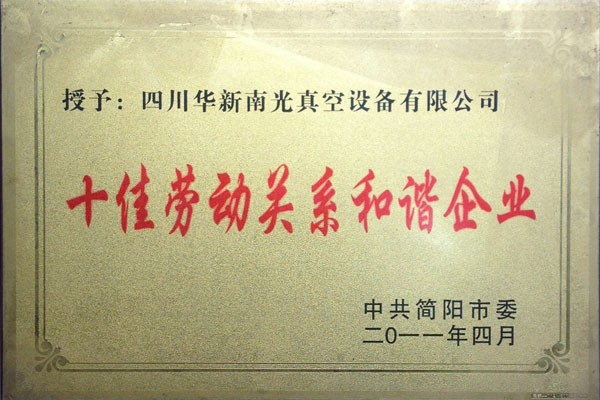 授予：四川华新南光真空设备有限公司
十佳劳动关系和谐企业
中共简阳市委
二〇一一年四月